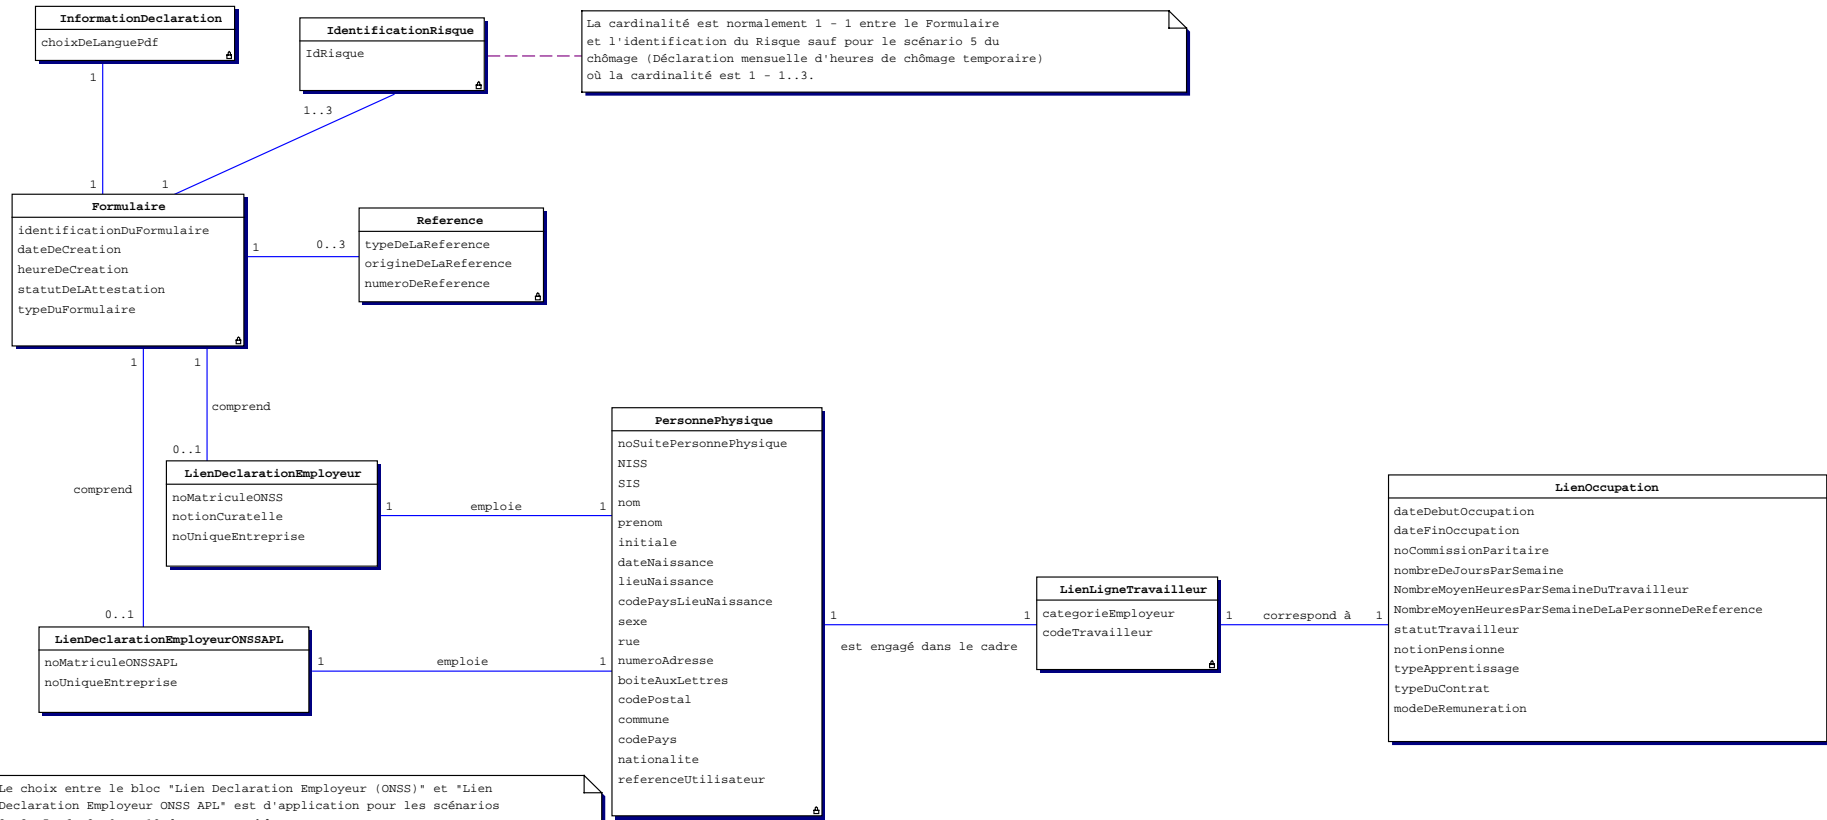 InformationDeclaration
choixDeLanguePdf
1
1
IdentificationRisque
IdRisque
1..3
1
La cardinalité est normalement 1 - 1 entre le Formulaire
et l'identification du Risque sauf pour le scénario 5 du
chômage (Déclaration mensuelle d'heures de chômage temporaire)
où la cardinalité est 1 - 1..3.
Formulaire
identificationDuFormulaire
dateDeCreation
heureDeCreation
statutDeLAttestation
typeDuFormulaire
1
0..3
Reference
typeDeLaReference
origineDeLaReference
numeroDeReference
1
1
comprend
0..1
comprend
0..1
LienDeclarationEmployeur
noMatriculeONSS
notionCuratelle
noUniqueEntreprise
1
emploie
1
LienDeclarationEmployeurONSSAPL
noMatriculeONSSAPL
noUniqueEntreprise
1
emploie
1
PersonnePhysique
noSuitePersonnePhysique
NISS
SIS
nom
prenom
initiale
dateNaissance
lieuNaissance
codePaysLieuNaissance
sexe
rue
numeroAdresse
boiteAuxLettres
codePostal
commune
codePays
nationalite
referenceUtilisateur
1
est engagé dans le cadre
1
LienLigneTravailleur
categorieEmployeur
codeTravailleur
1
correspond à
1
LienOccupation
dateDebutOccupation
dateFinOccupation
noCommissionParitaire
nombreDeJoursParSemaine
NombreMoyenHeuresParSemaineDuTravailleur
NombreMoyenHeuresParSemaineDeLaPersonneDeReference
statutTravailleur
notionPensionne
typeApprentissage
typeDuContrat
modeDeRemuneration
Le choix entre le bloc "Lien Declaration Employeur (ONSS)" et "Lien
Declaration Employeur ONSS APL" est d'application pour les scénarios